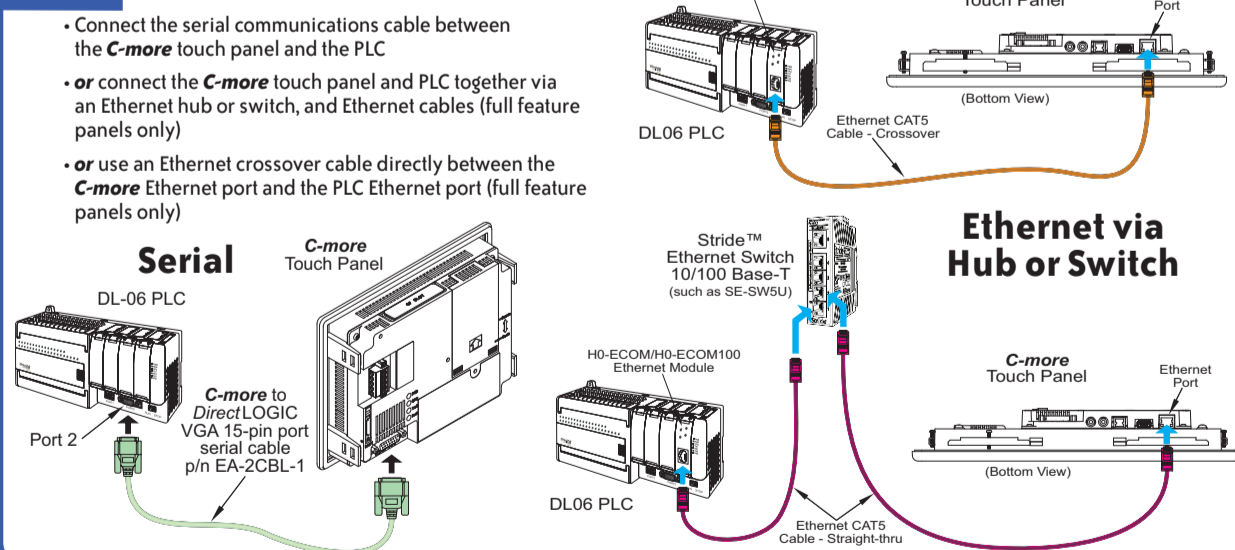 • Connect the serial communications cable between
the C-more touch panel and the PLC
• or connect the C-more touch panel and PLC together via
an Ethernet hub or switch, and Ethernet cables (full feature
panels only)
• or use an Ethernet crossover cable directly between the
C-more Ethernet port and the PLC Ethernet port (full feature
panels only)
Touch Panel
Port
(Bottom View)
DL06 PLC
Ethernet CAT5
Cable - Crossover
Serial
C-more
Touch Panel
DL-06 PLC
Port 2
C-more to
DirectLOGIC
VGA 15-pin port
serial cable
p/n EA-2CBL-1
Ethernet via
Hub or Switch
Stride™
Ethernet Switch
10/100 Base-T
(such as SE-SW5U)
H0-ECOM/H0-ECOM100
Ethernet Module
DL06 PLC
C-more
Touch Panel
Ethernet
Port
(Bottom View)
Ethernet CAT5
Cable - Straight-thru